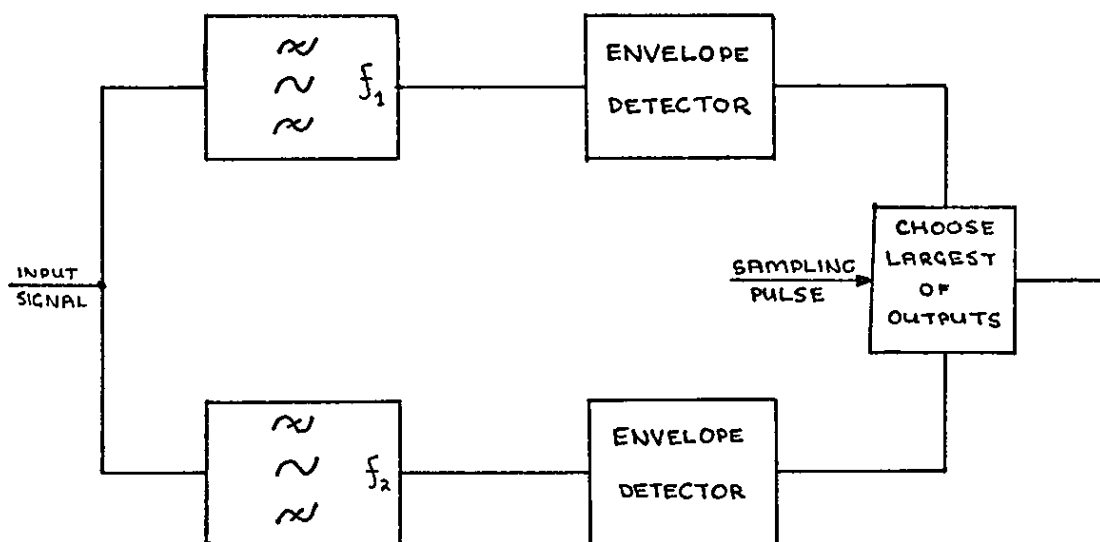 f₁
ENVELOPE
DETECTOR
INPUT
SIGNAL
SAMPLING
PULSE
CHOOSE
LARGEST
OF
OUTPUTS
f₂
ENVELOPE
DETECTOR